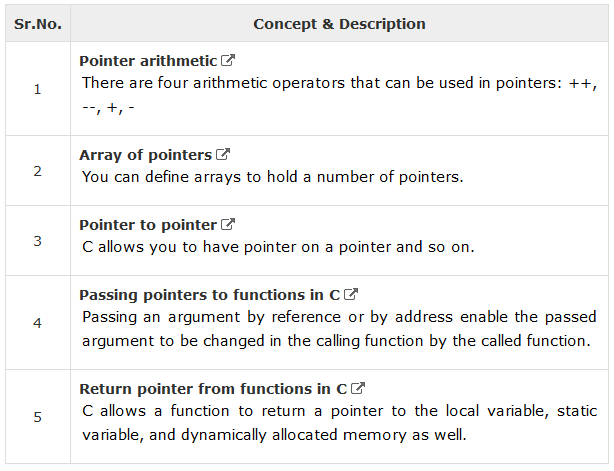 Sr.No. Concept & Description
1
Pointer arithmetic
There are four arithmetic operators that can be used in pointers: ++,
--, +, -
2
Array of pointers
You can define arrays to hold a number of pointers.
3
Pointer to pointer
C allows you to have pointer on a pointer and so on.
4
Passing pointers to functions in C
Passing an argument by reference or by address enable the passed
argument to be changed in the calling function by the called function.
5
Return pointer from functions in C
C allows a function to return a pointer to the local variable, static
variable, and dynamically allocated memory as well.